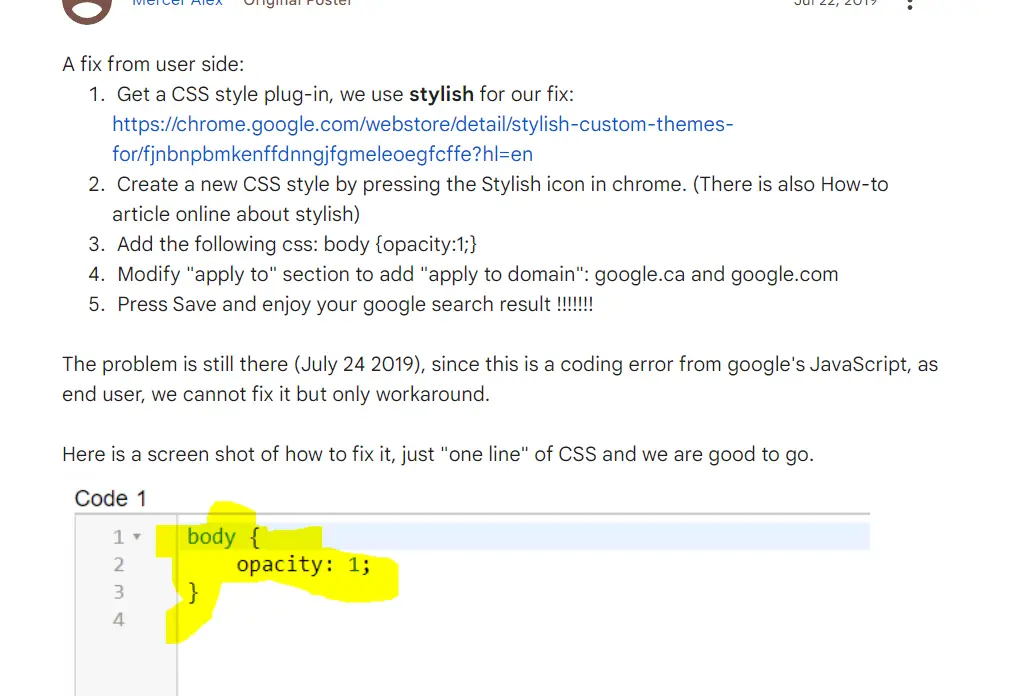 Mercer Alex Original Poster Jul 22, 2019
A fix from user side:
1. Get a CSS style plug-in, we use stylish for our fix:
https://chrome.google.com/webstore/detail/stylish-custom-themes-
for/fjnbnpbmkenffdnngjfgmeleoegfcffe?hl=en
2. Create a new CSS style by pressing the Stylish icon in chrome. (There is also How-to
article online about stylish)
3. Add the following css: body {opacity:1;}
4. Modify "apply to" section to add "apply to domain": google.ca and google.com
5. Press Save and enjoy your google search result !!!!!!!
The problem is still there (July 24 2019), since this is a coding error from google's JavaScript, as
end user, we cannot fix it but only workaround.
Here is a screen shot of how to fix it, just "one line" of CSS and we are good to go.
Code 1
1 body {
2 opacity: 1;
3 }
4